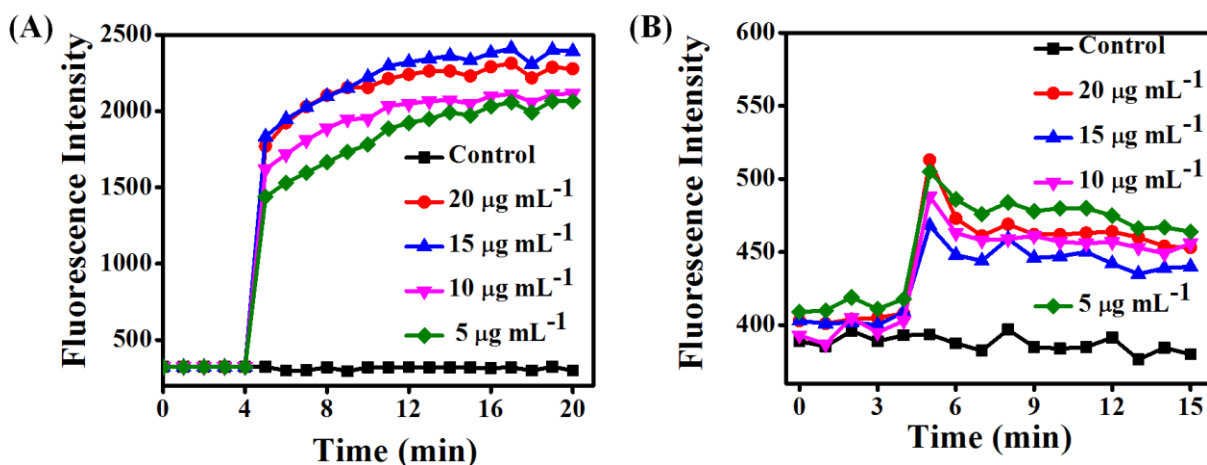 (A)
Fluorescence Intensity
2500
2000
1500
1000
500
0 4 8 12 16 20
Time (min)
Control
20 μg mL⁻¹
15 μg mL⁻¹
10 μg mL⁻¹
5 μg mL⁻¹
(B)
Fluorescence Intensity
600
550
500
450
400
0 3 6 9 12 15
Time (min)
Control
20 μg mL⁻¹
15 μg mL⁻¹
10 μg mL⁻¹
5 μg mL⁻¹